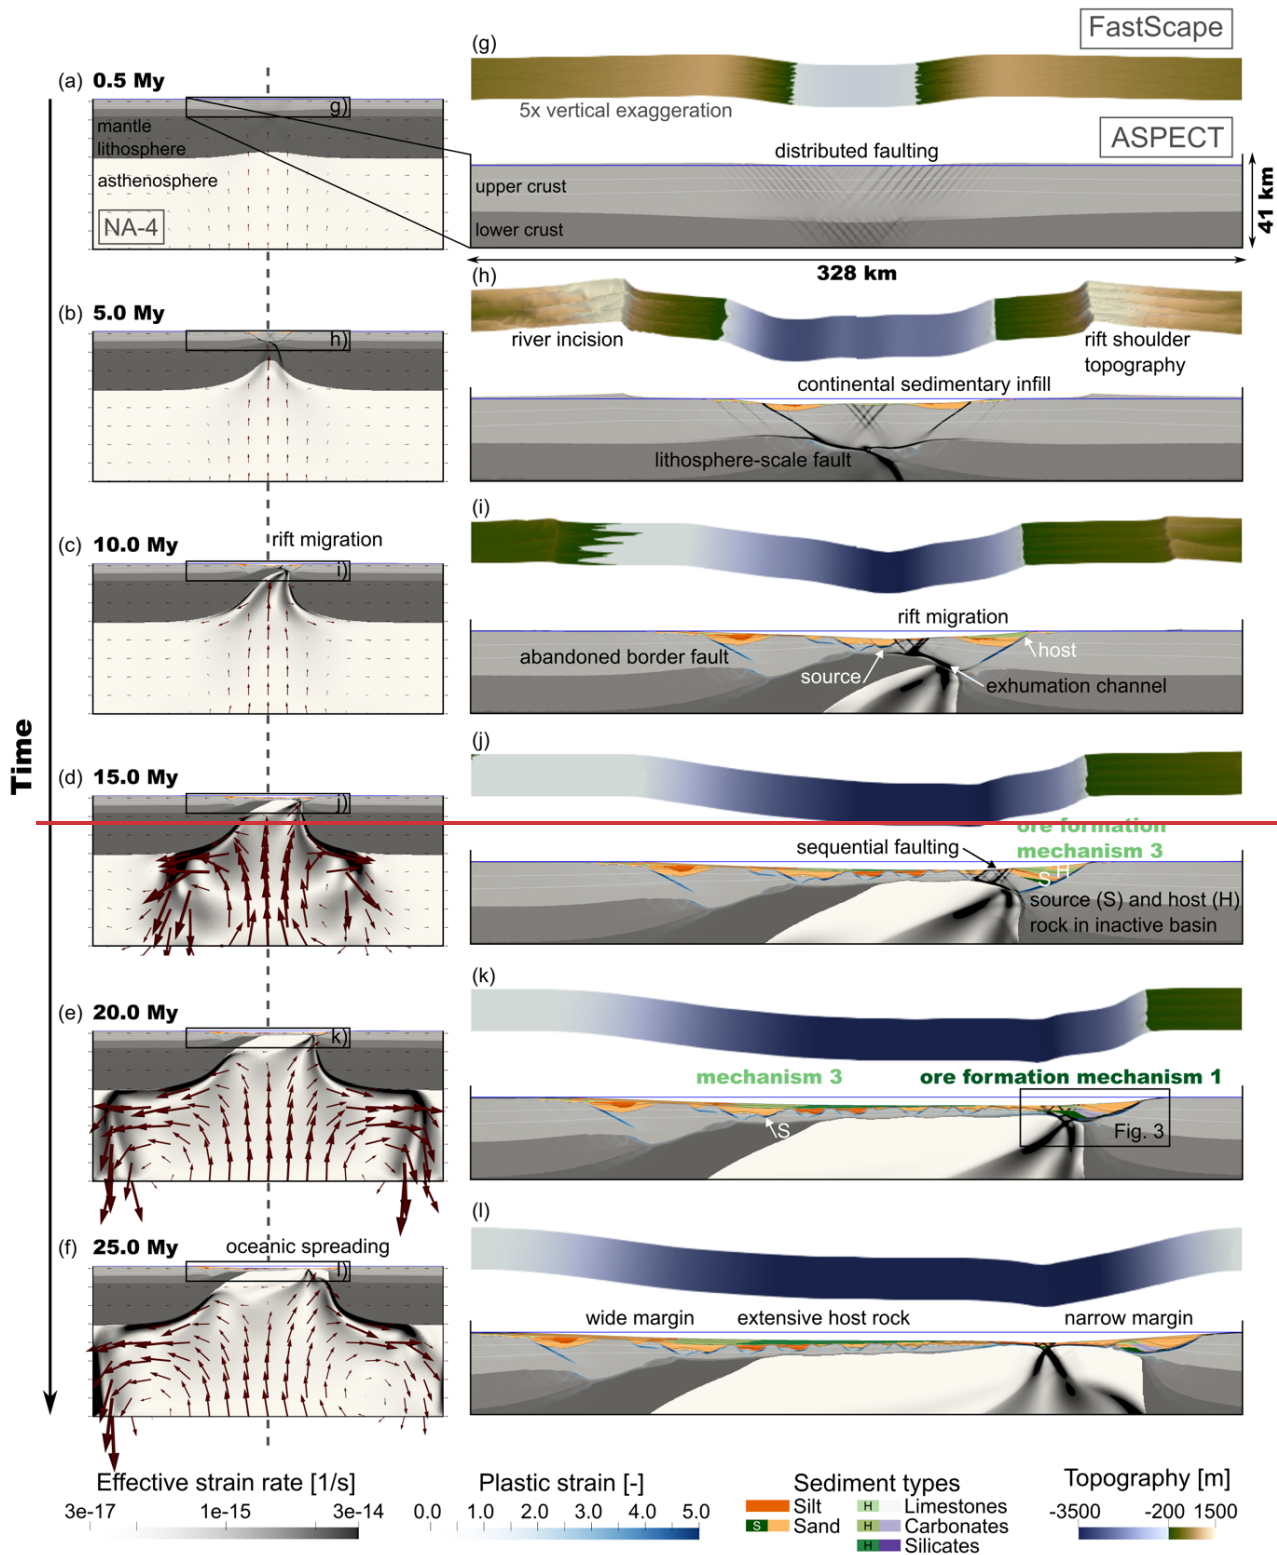 (g)
FastScape
(a) 0.5 My
g)
5x vertical exaggeration
mantle
lithosphere
ASPECT
distributed faulting
asthenosphere
upper crust
NA-4
lower crust
41 km
328 km
(h)
(b) 5.0 My
h)
river incision
rift shoulder
topography
continental sedimentary infill
lithosphere-scale fault
(i)
(c) 10.0 My
rift migration
i)
rift migration
abandoned border fault
host
source
exhumation channel
Time
(j)
(d) 15.0 My
j)
ore formation
mechanism 3
sequential faulting
H
S
source (S) and host (H)
rock in inactive basin
(k)
(e) 20.0 My
k)
mechanism 3
ore formation mechanism 1
S
Fig. 3
(l)
(f) 25.0 My
oceanic spreading
l)
wide margin
extensive host rock
narrow margin
Effective strain rate [1/s]
3e-17 1e-15 3e-14
Plastic strain [-]
0.0 1.0 2.0 3.0 4.0 5.0
Sediment types
Silt
S Sand
H Limestones
H Carbonates
H Silicates
Topography [m]
-3500 -200 1500